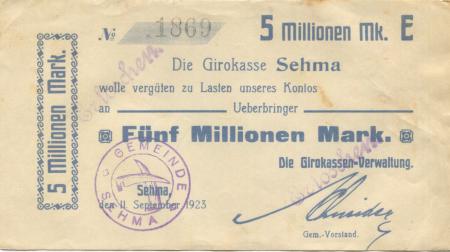 5 Millionen Mark.
№ 1869
5 Millionen Mk. E
Die Girokasse Sehma
wolle vergüten zu Lasten unseres Kontos
an Ueberbringer
Fünf Millionen Mark.
Die Girokassen-Verwaltung.
GEMEINDE SEHMA
Sehma,
den 11 September 1923
Gem.-Vorstand.